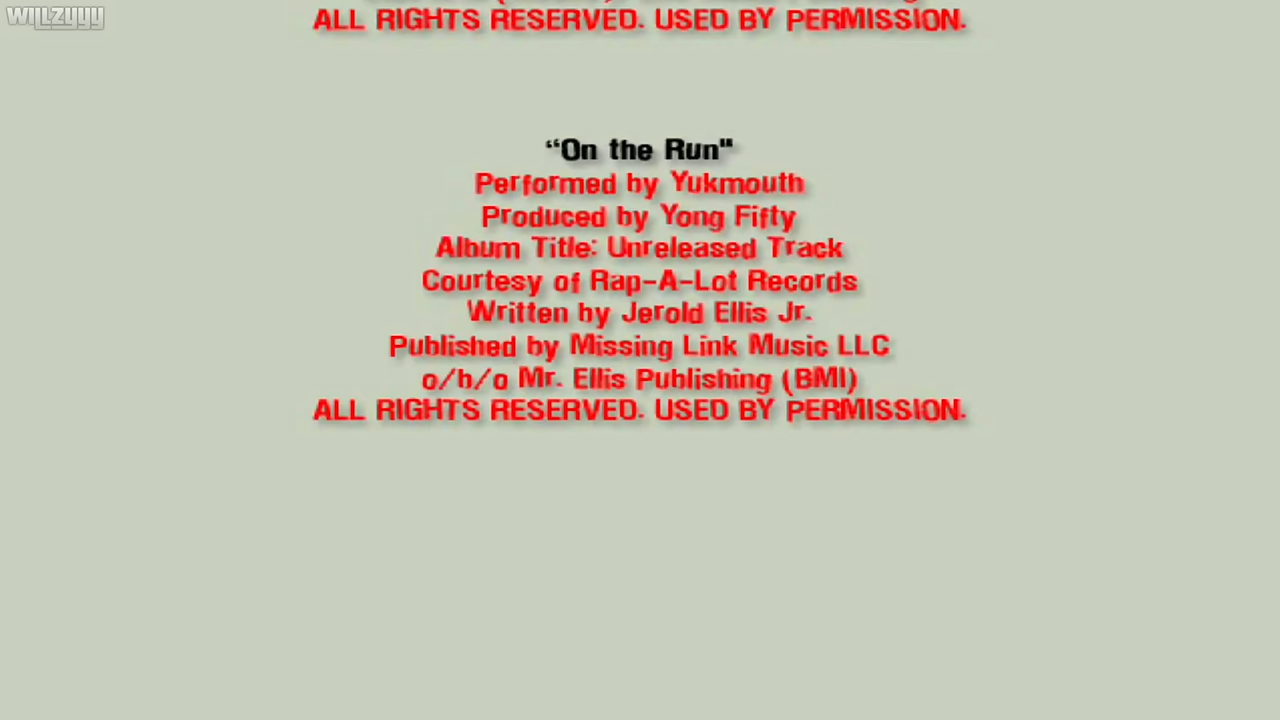 WILZYYY
ALL RIGHTS RESERVED. USED BY PERMISSION.
“On the Run"
Performed by Yukmouth
Produced by Yong Fifty
Album Title: Unreleased Track
Courtesy of Rap-A-Lot Records
Written by Jerold Ellis Jr.
Published by Missing Link Music LLC
o/b/o Mr. Ellis Publishing (BMI)
ALL RIGHTS RESERVED. USED BY PERMISSION.